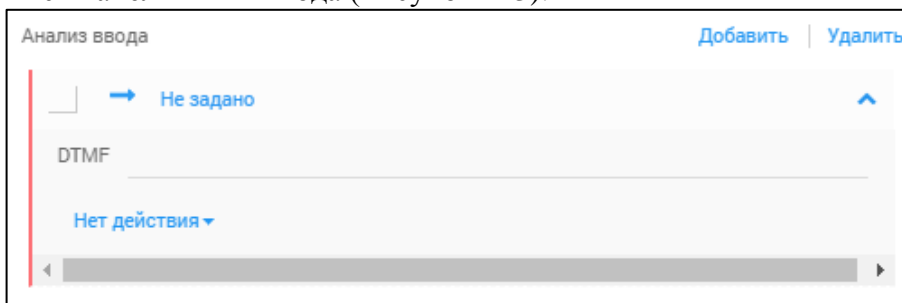 Анализ ввода
Добавить Удалить
Не задано
DTMF
Нет действия